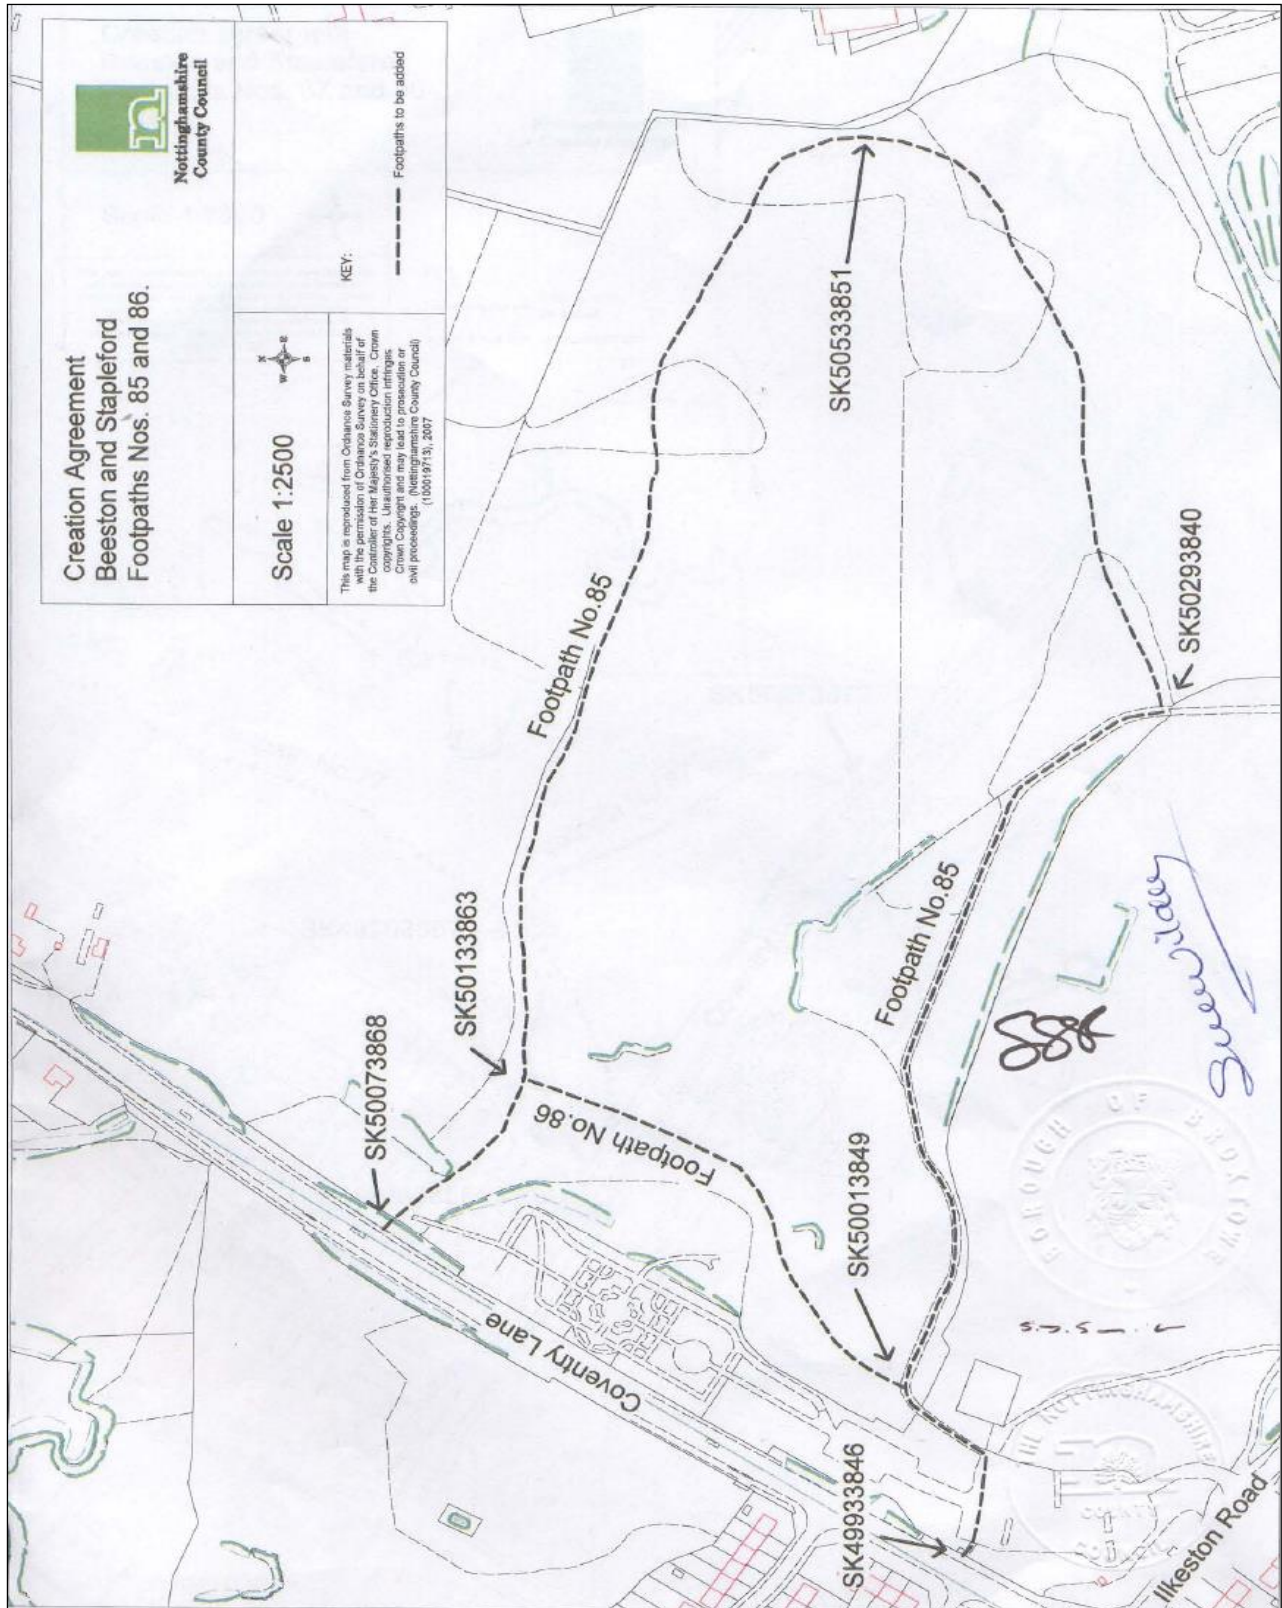 Creation Agreement
Beeston and Stapleford
Footpaths Nos. 85 and 86.
Nottinghamshire
County Council
Scale 1:2500
N
W
E
S
KEY:
Footpaths to be added
This map is reproduced from Ordnance Survey materials
with the permission of Ordnance Survey on behalf of
the Controller of Her Majesty's Stationery Office. Crown
copyrights. Unauthorised reproduction infringes
Crown Copyright and may lead to prosecution or
civil proceedings. (Nottinghamshire County Council)
(100019713), 2007
SK50073868
SK50133863
Footpath No.85
SK50533851
Footpath No.86
Coventry Lane
SK50013849
Footpath No.85
SK50293840
SK49933846
Ilkeston Road
BOROUGH OF BROXTOWE
THE NOTTINGHAMSHIRE
COUNTY
COUNCIL